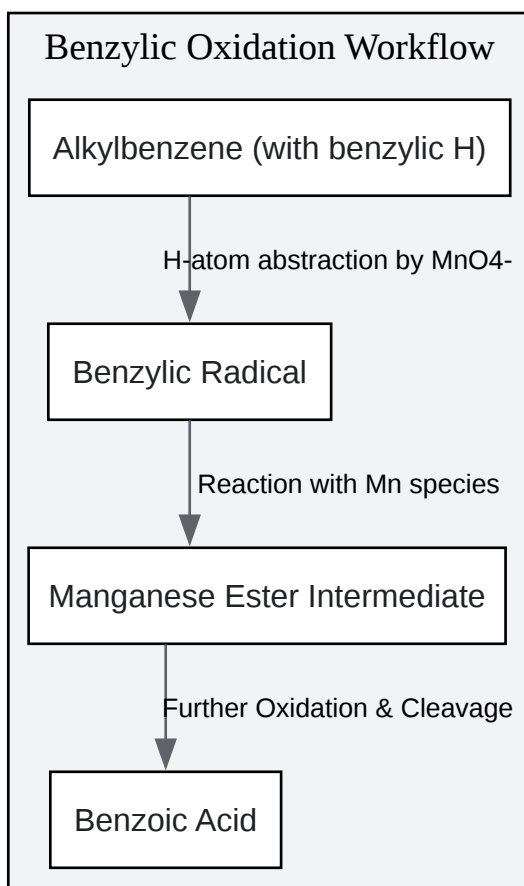 Benzylic Oxidation Workflow
Alkylbenzene (with benzylic H)
H-atom abstraction by MnO4-
Benzylic Radical
Reaction with Mn species
Manganese Ester Intermediate
Further Oxidation & Cleavage
Benzoic Acid